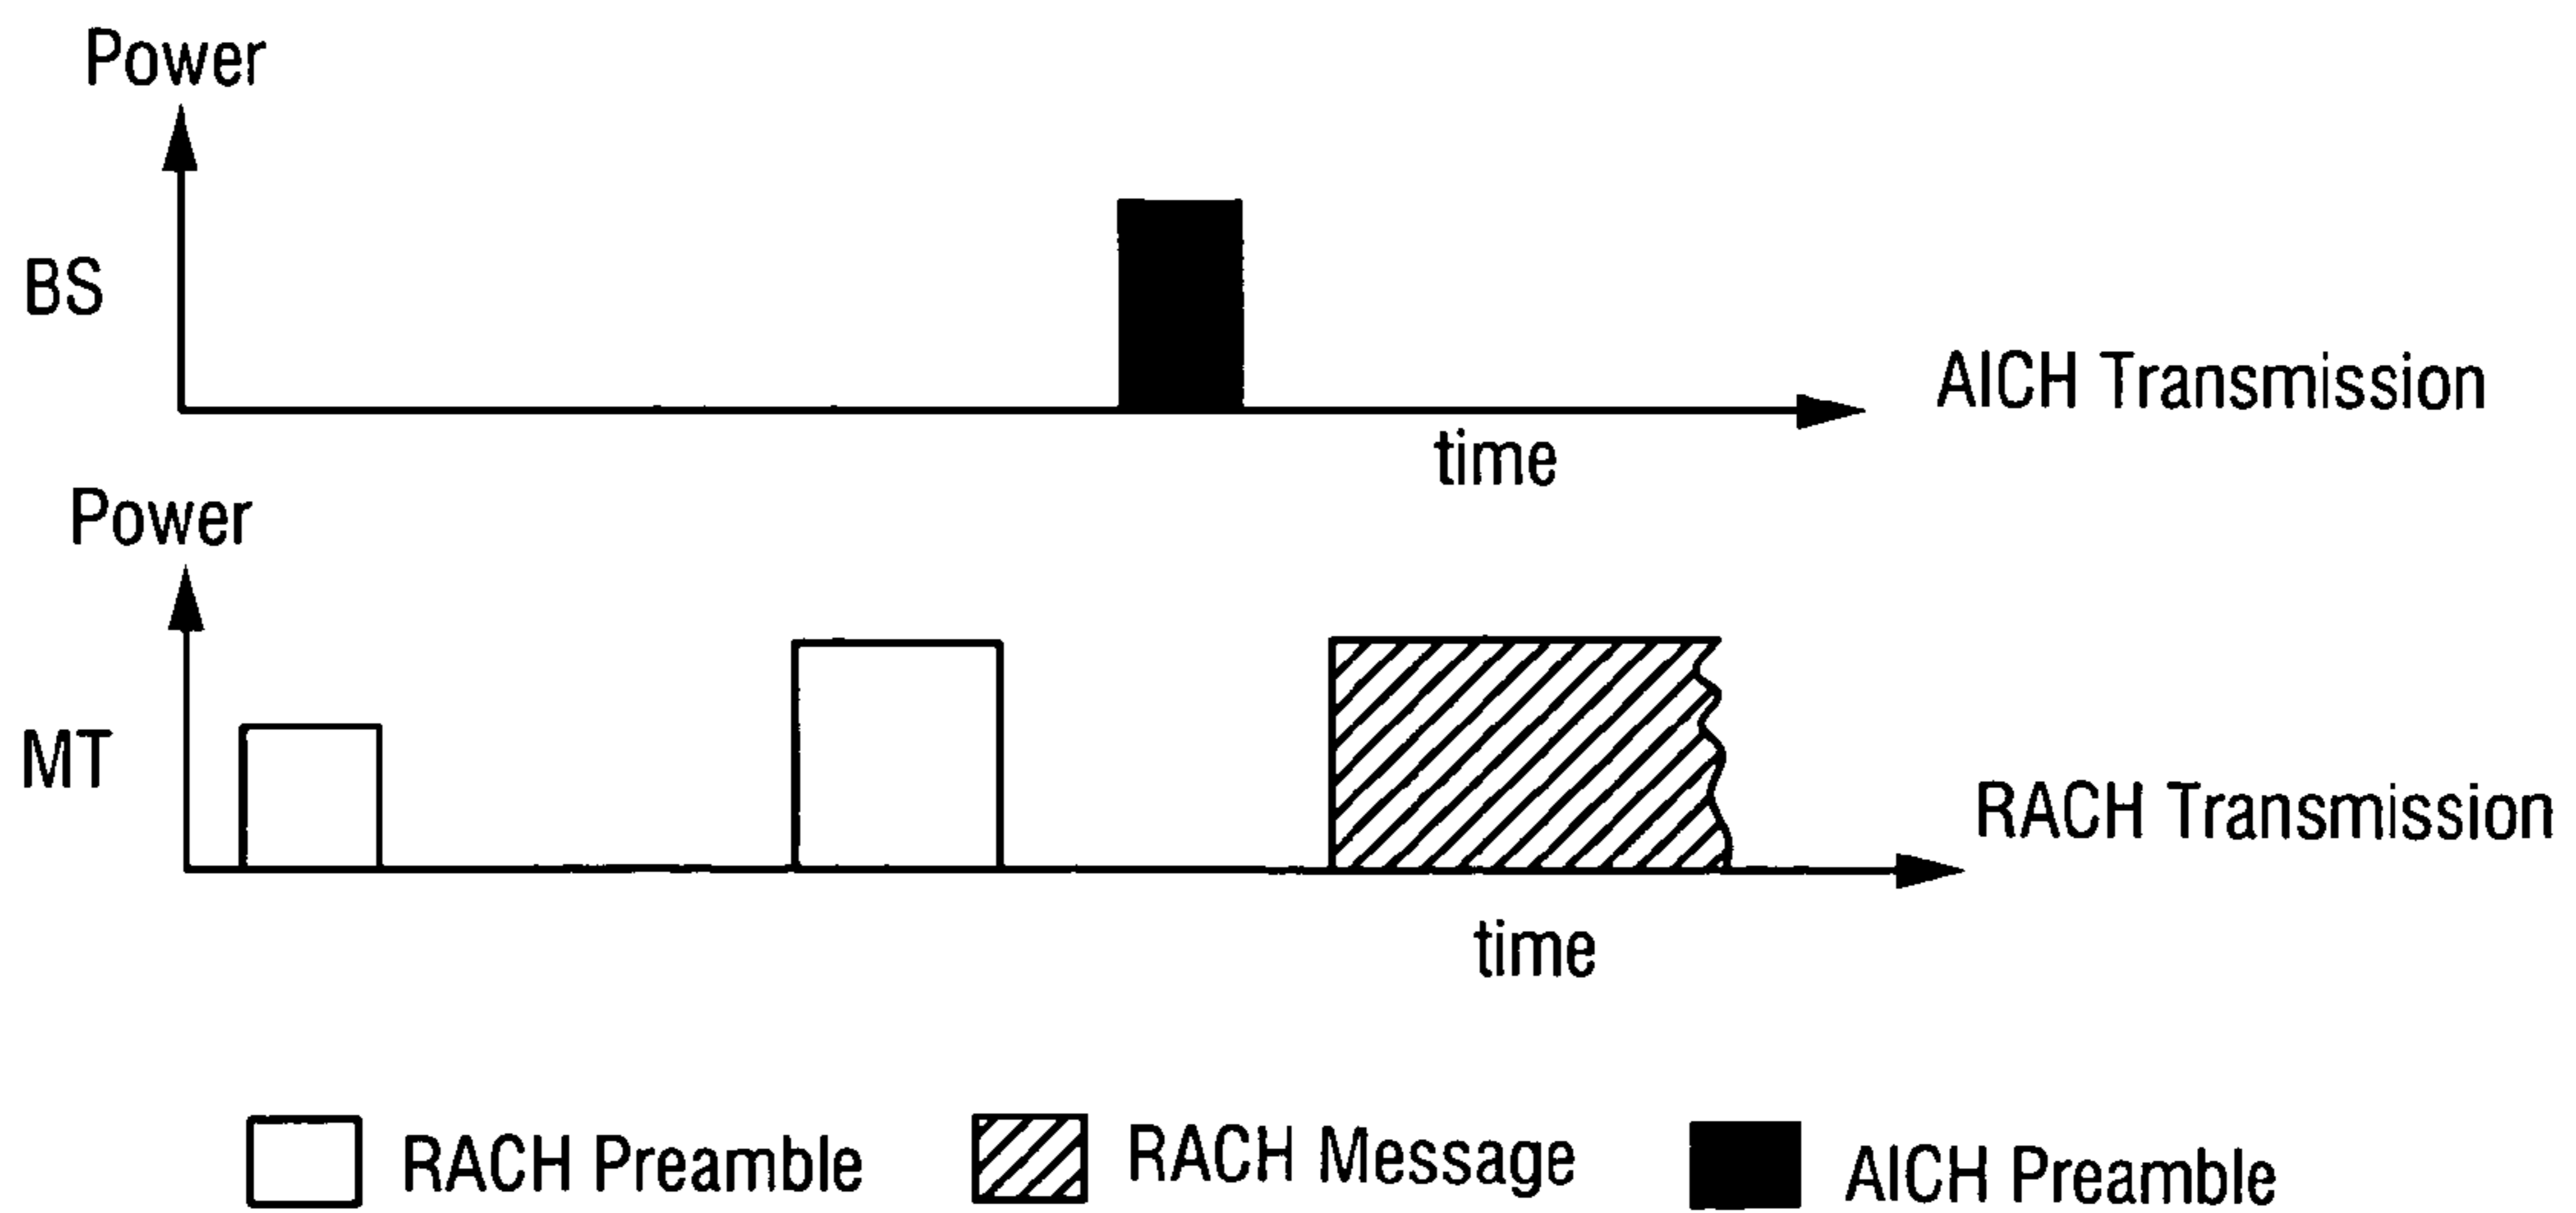 Power
BS
AICH Transmission
time
Power
MT
RACH Transmission
time
RACH Preamble
RACH Message
AICH Preamble